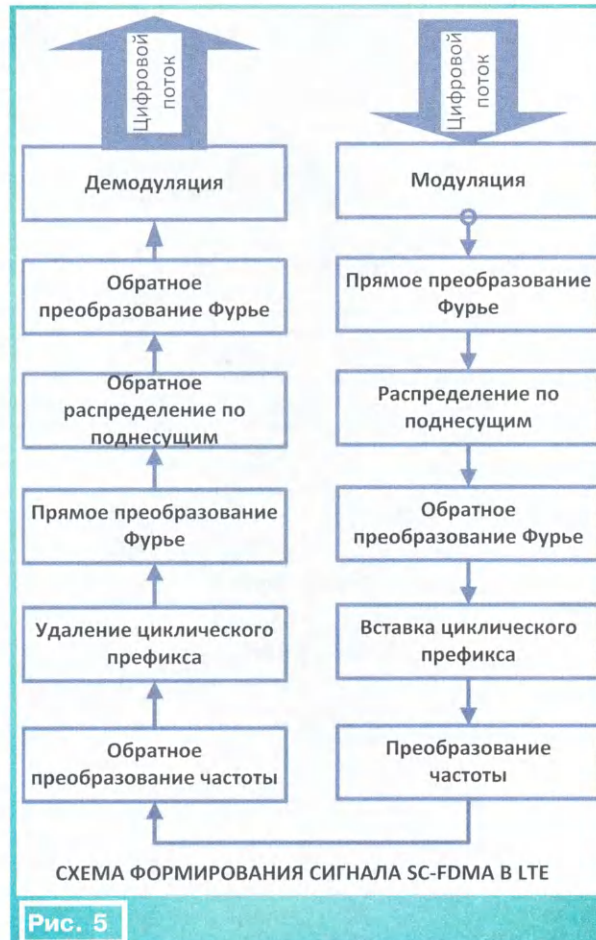 Цифровой
поток
Цифровой
поток
Демодуляция
Модуляция
Обратное
преобразование Фурье
Прямое преобразование
Фурье
Обратное
распределение по
поднесущим
Распределение по
поднесущим
Прямое преобразование
Фурье
Обратное
преобразование Фурье
Удаление циклического
префикса
Вставка циклического
префикса
Обратное
преобразование частоты
Преобразование
частоты
СХЕМА ФОРМИРОВАНИЯ СИГНАЛА SC-FDMA В LTE
Рис. 5